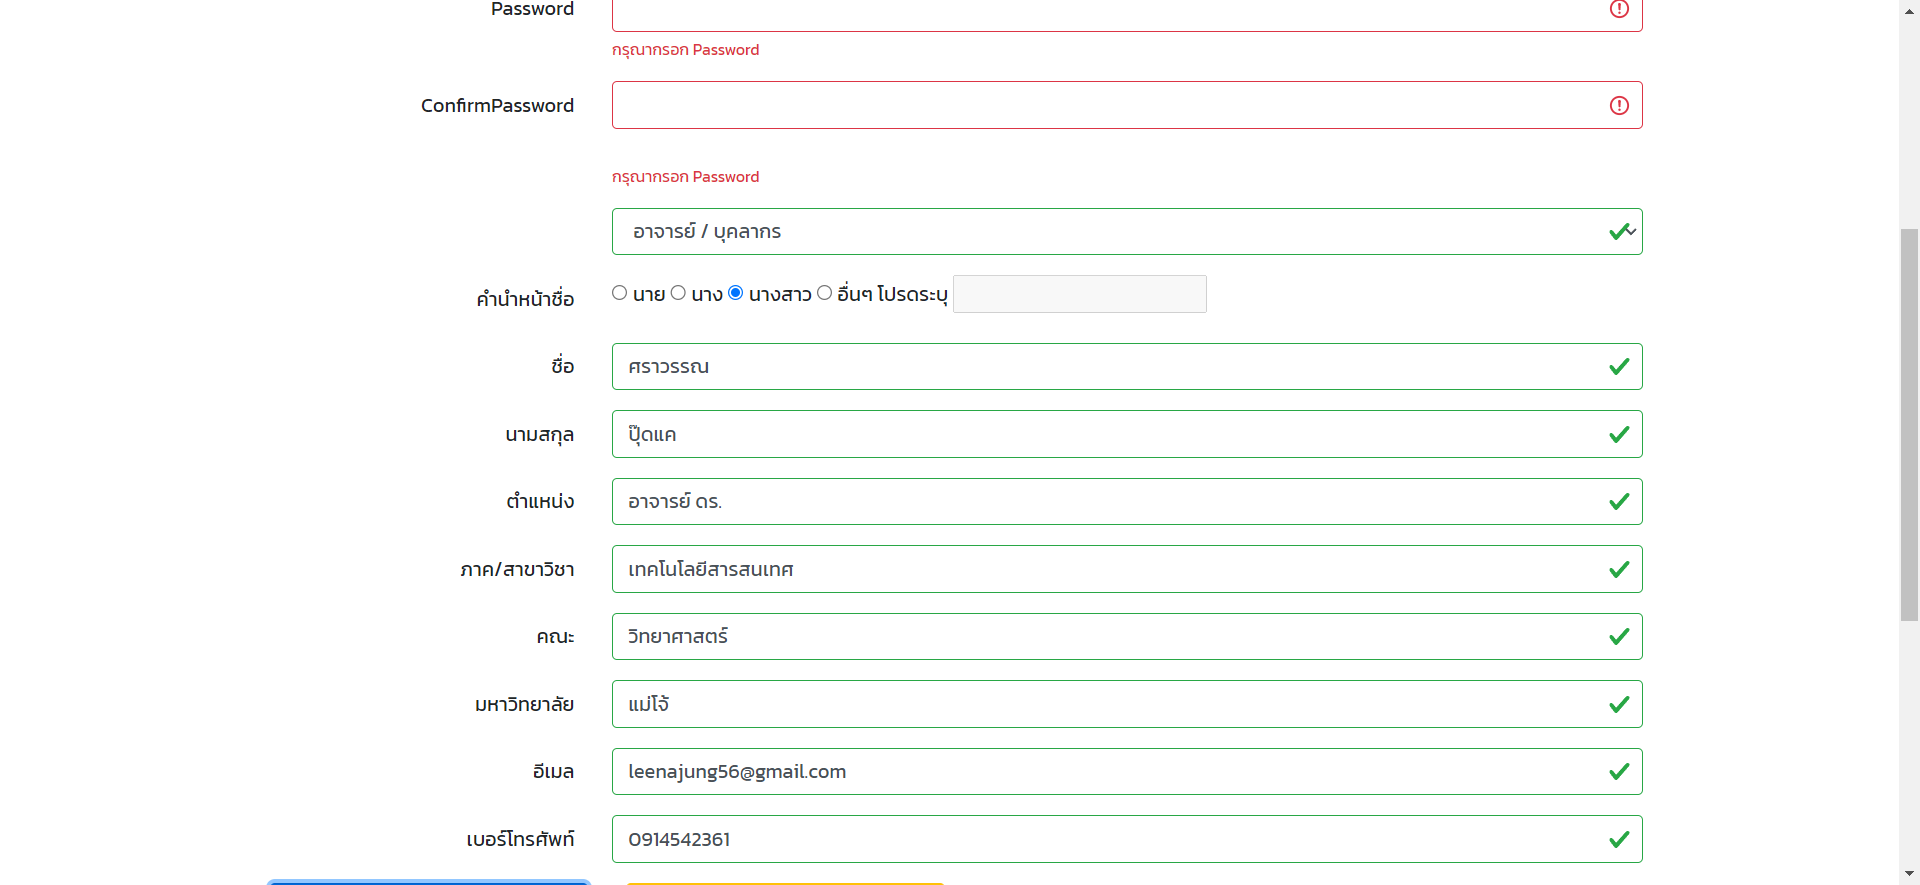 Password
กรุณากรอก Password
ConfirmPassword
กรุณากรอก Password
อาจารย์ / บุคลากร
คำนำหน้าชื่อ นาย นาง นางสาว อื่นๆ โปรดระบุ
ชื่อ ศราวรรณ
นามสกุล ปุ๊ดแค
ตำแหน่ง อาจารย์ ดร.
ภาค/สาขาวิชา เทคโนโลยีสารสนเทศ
คณะ วิทยาศาสตร์
มหาวิทยาลัย แม่โจ้
อีเมล leenajung56@gmail.com
เบอร์โทรศัพท์ 0914542361